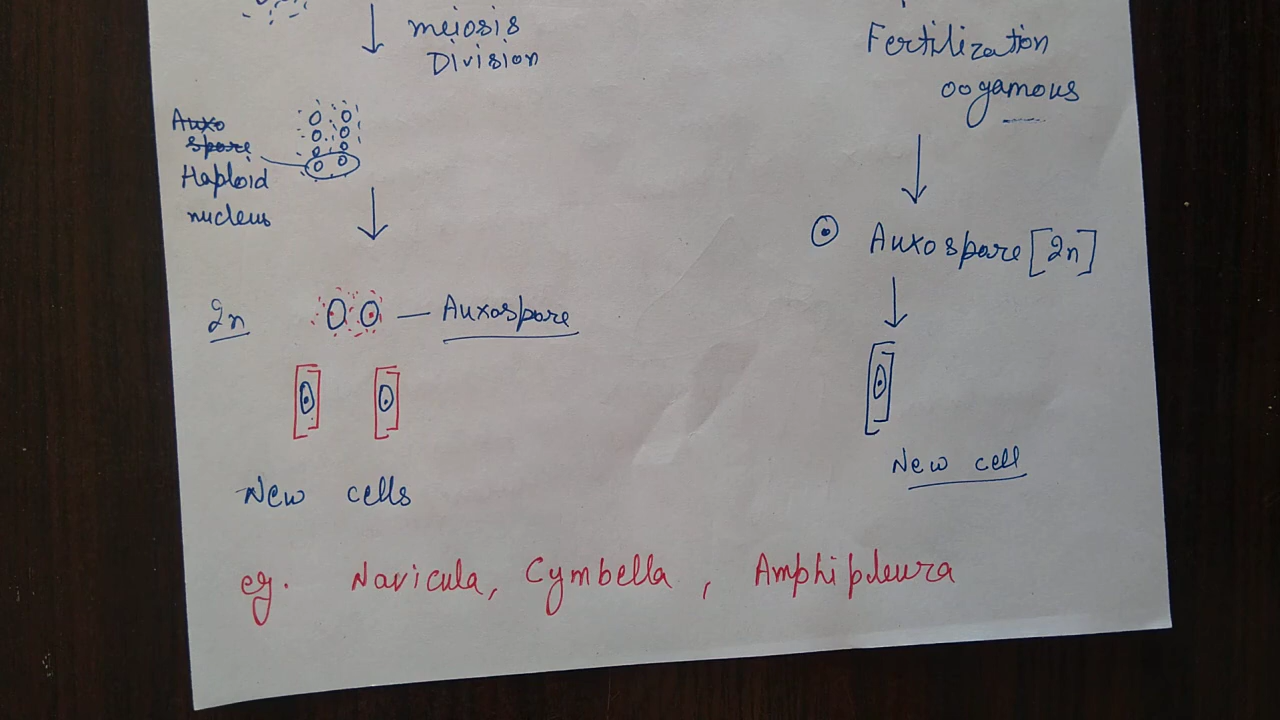 meiosis
Division
Auxo
spore
Haploid
nucleus
2n
Auxospore
New cells
Fertilization
oogamous
Auxospore [2n]
New cell
eg. Navicula, Cymbella, Amphipleura